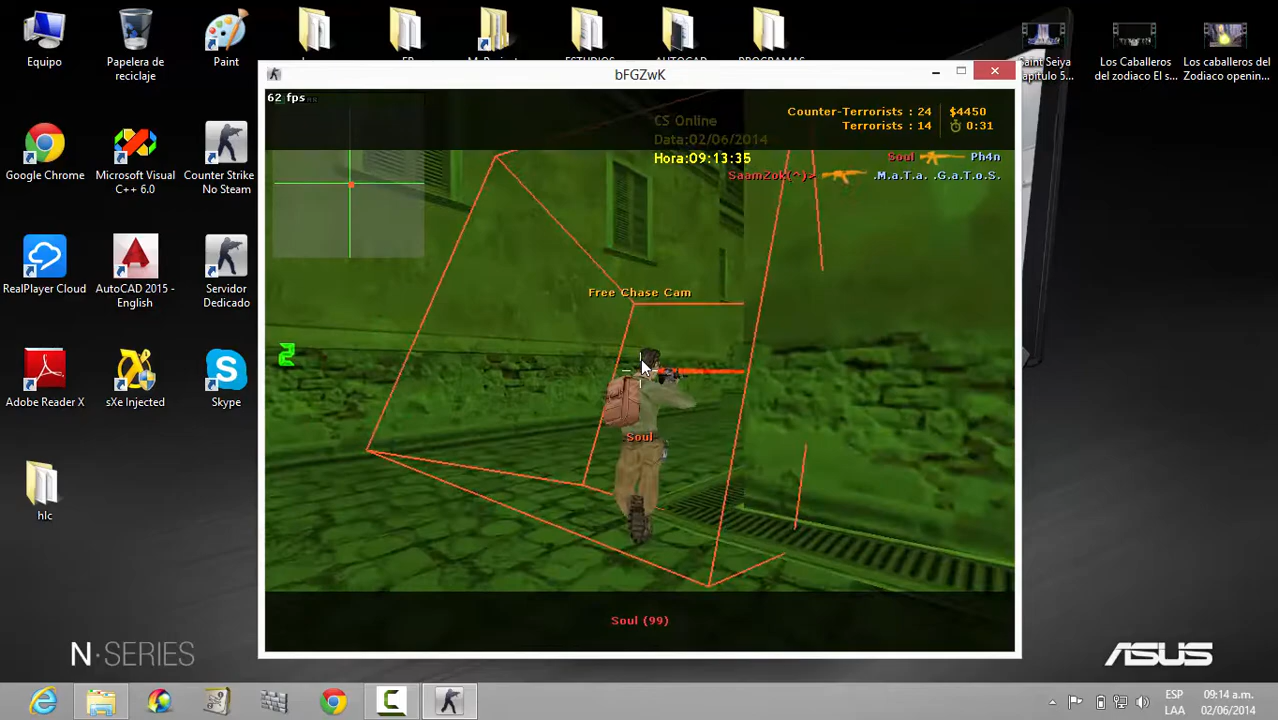 Equipo
Papelera de
reciclaje
Paint
AUTOCAD
PROGRAMAS
Saint Seiya
capitulo 5...
Los Caballeros
del zodiaco El s...
Los caballeros del
Zodiaco openin...
Google Chrome
Microsoft Visual
C++ 6.0
Counter Strike
No Steam
RealPlayer Cloud
AutoCAD 2015 -
English
Servidor
Dedicado
Adobe Reader X
sXe Injected
Skype
hlc
bFGZwK
62 fps
CS Online
Data:02/06/2014
Hora:09:13:35
Counter-Terrorists : 24
Terrorists : 14
$4450
0:31
Soul Ph4n
SaamZok(^)> .M.a.T.a. .G.a.T.o.S.
Free Chase Cam
2
Soul
Soul (99)
N·SERIES
ASUS
ESP
LAA
09:14 a.m.
02/06/2014